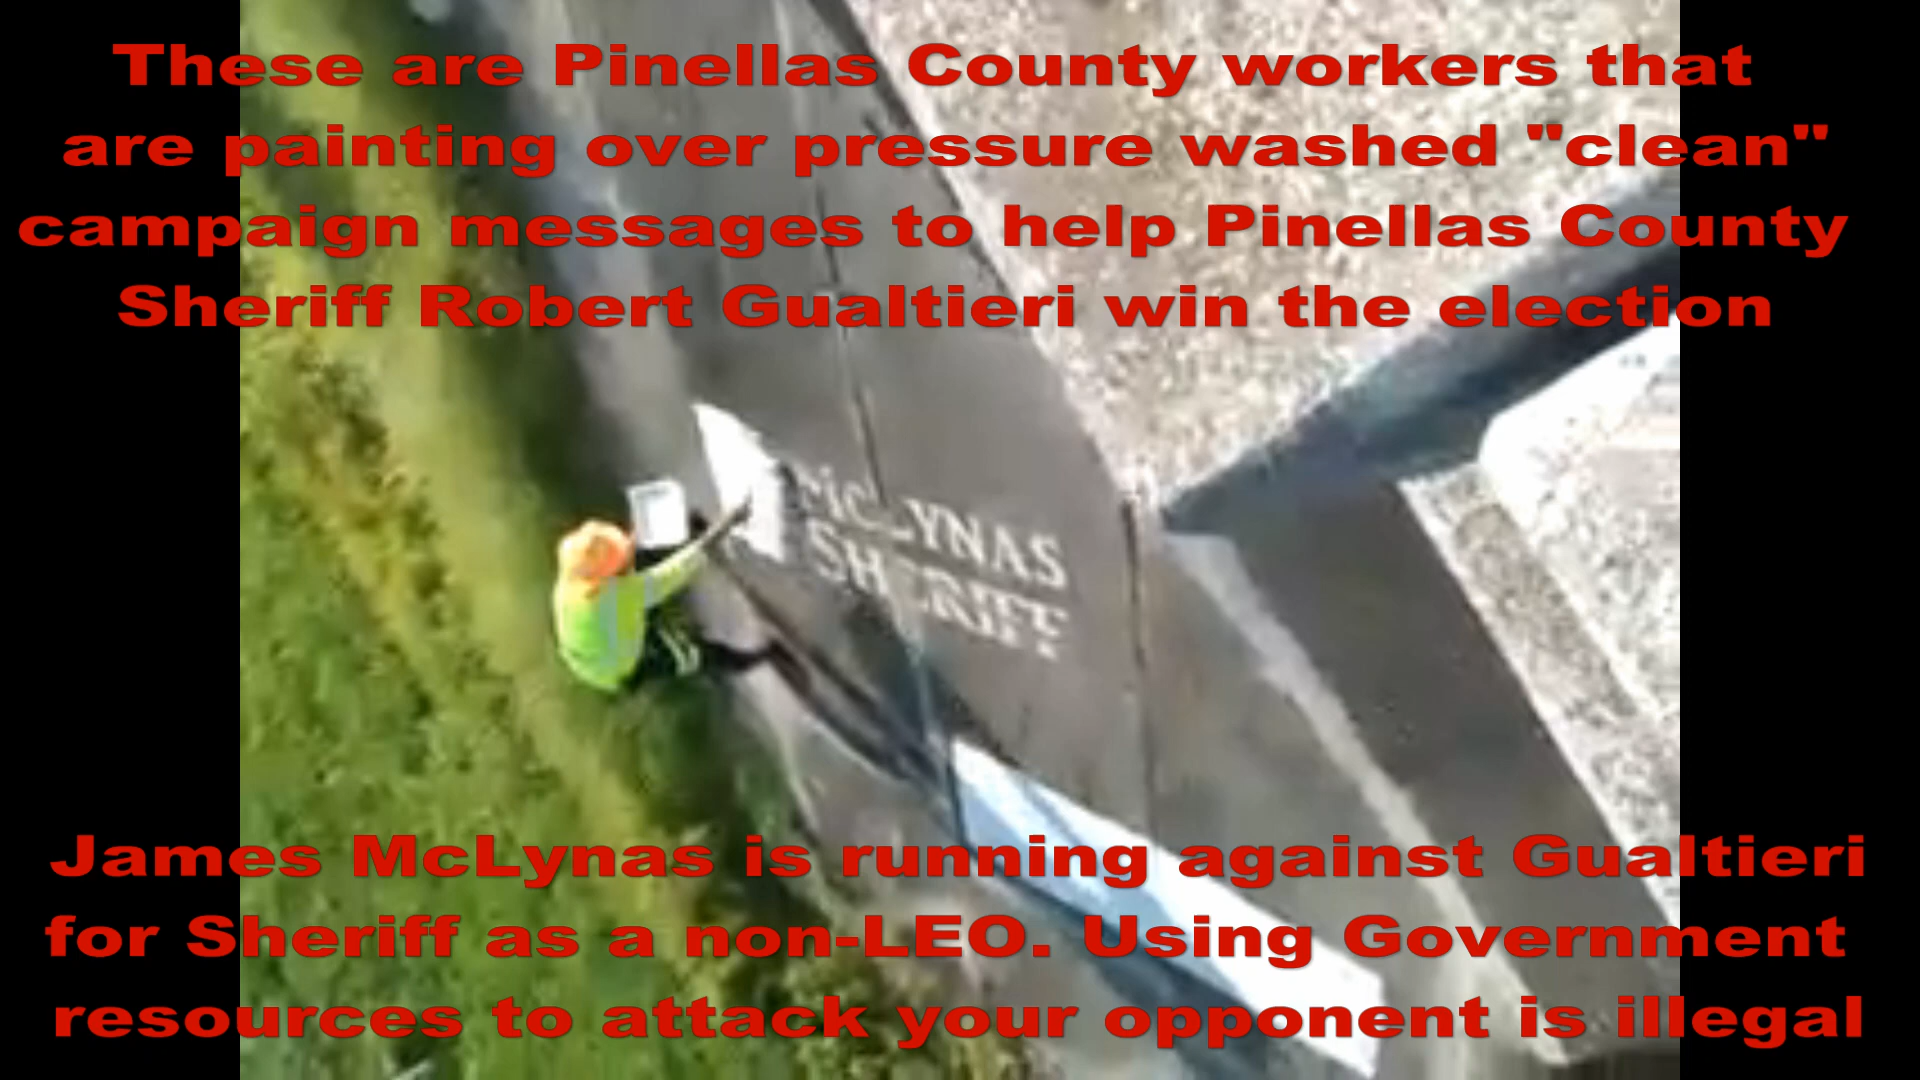 These are Pinellas County workers that
are painting over pressure washed "clean"
campaign messages to help Pinellas County
Sheriff Robert Gualtieri win the election
McLYNAS
SHERIFF
James McLynas is running against Gualtieri
for Sheriff as a non-LEO. Using Government
resources to attack your opponent is illegal